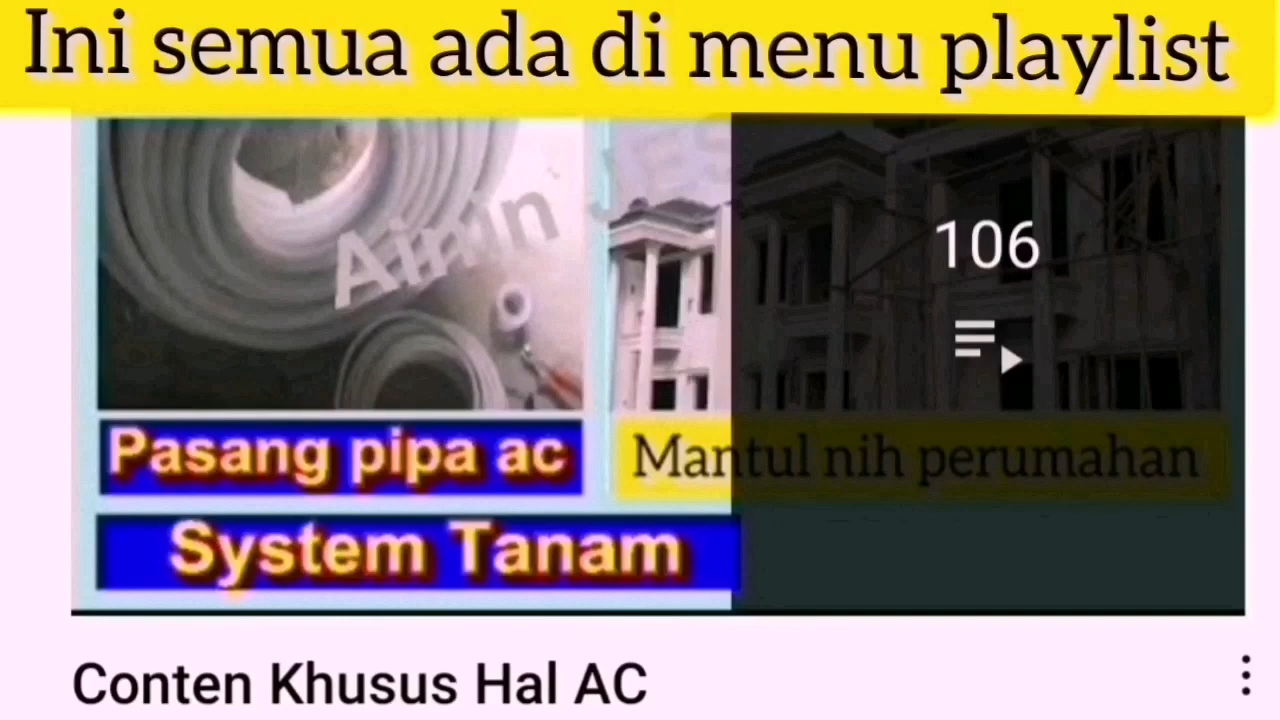 Ini semua ada di menu playlist
106
Pasang pipa ac
Mantul nih perumahan
System Tanam
Conten Khusus Hal AC